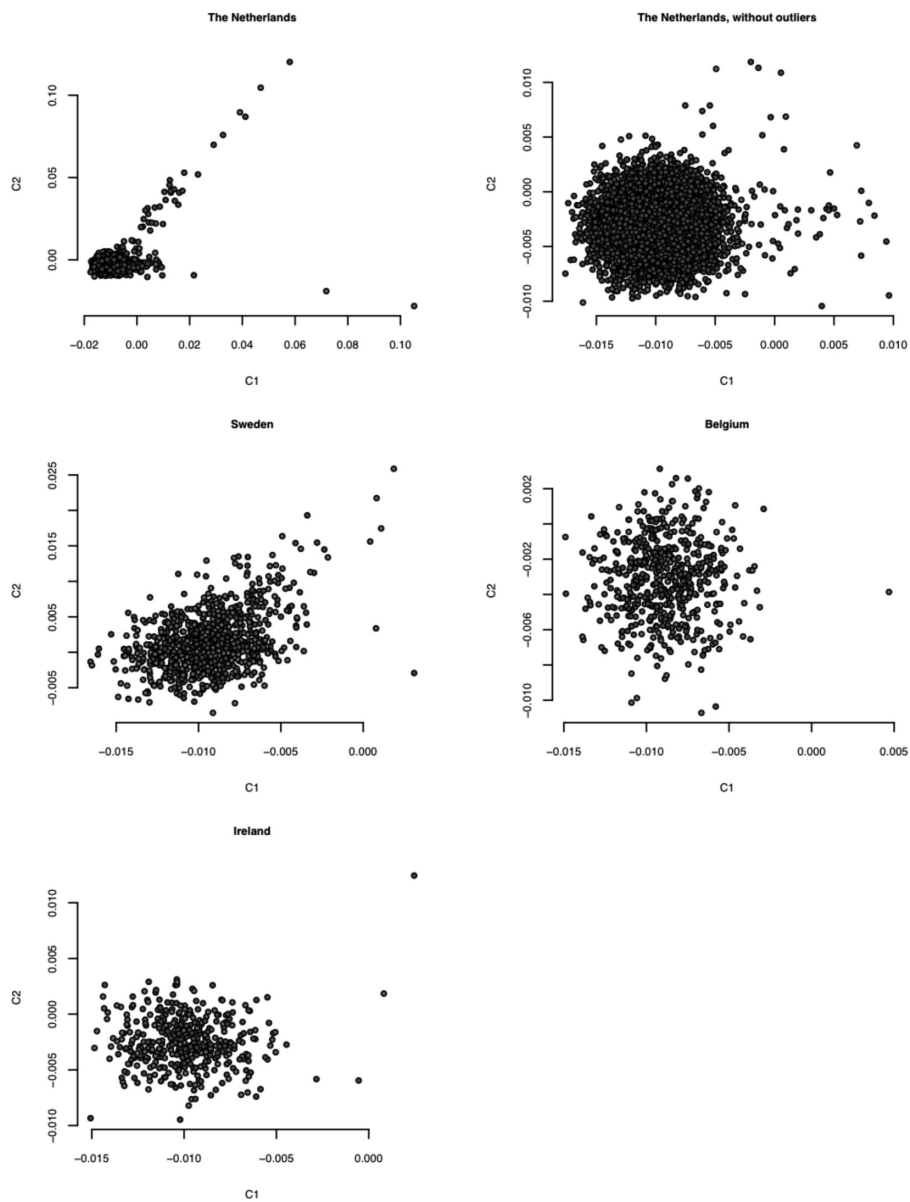 The Netherlands
C2
0.10
0.05
0.00
−0.02 0.00 0.02 0.04 0.06 0.08 0.10
C1
The Netherlands, without outliers
C2
0.010
0.005
0.000
−0.005
−0.010
−0.015 −0.010 −0.005 0.000 0.005 0.010
C1
Sweden
C2
0.025
0.015
0.005
−0.005
−0.015 −0.010 −0.005 0.000
C1
Belgium
C2
0.002
−0.002
−0.006
−0.010
−0.015 −0.010 −0.005 0.000 0.005
C1
Ireland
C2
0.010
0.005
0.000
−0.005
−0.010
−0.015 −0.010 −0.005 0.000
C1